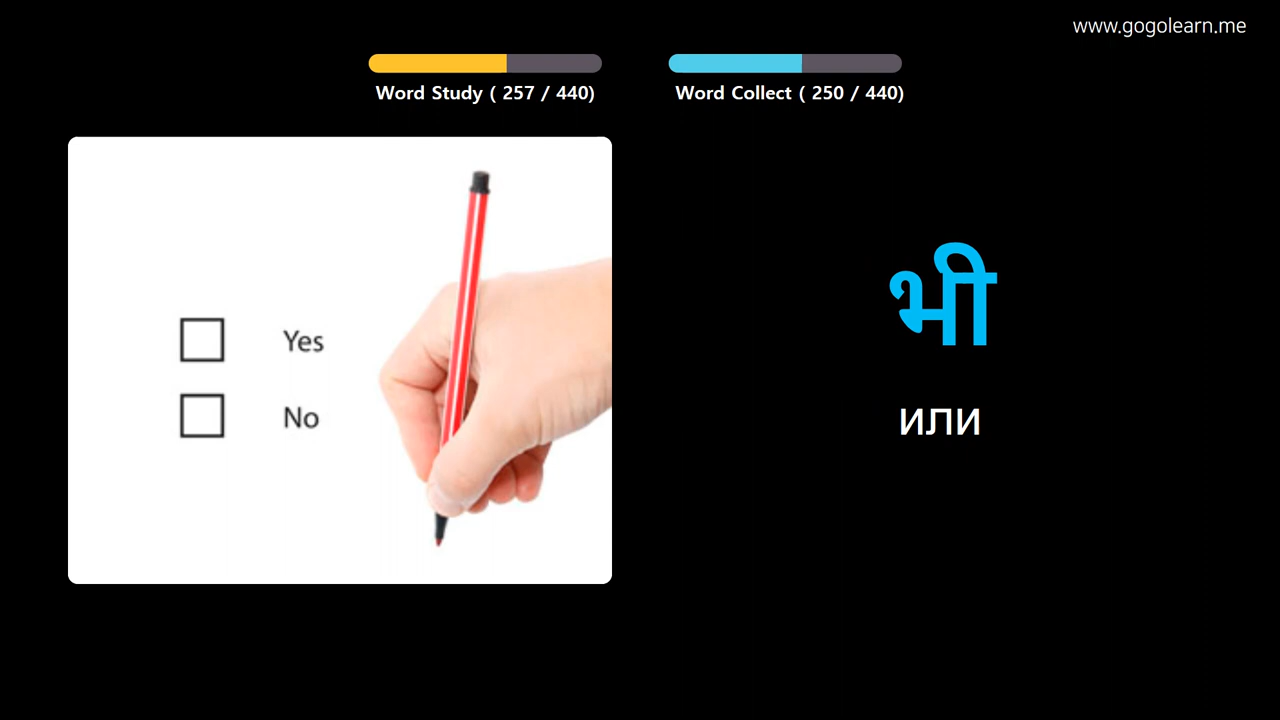 www.gogolearn.me
Word Study ( 257 / 440)
Word Collect ( 250 / 440)
Yes
No
भी
или